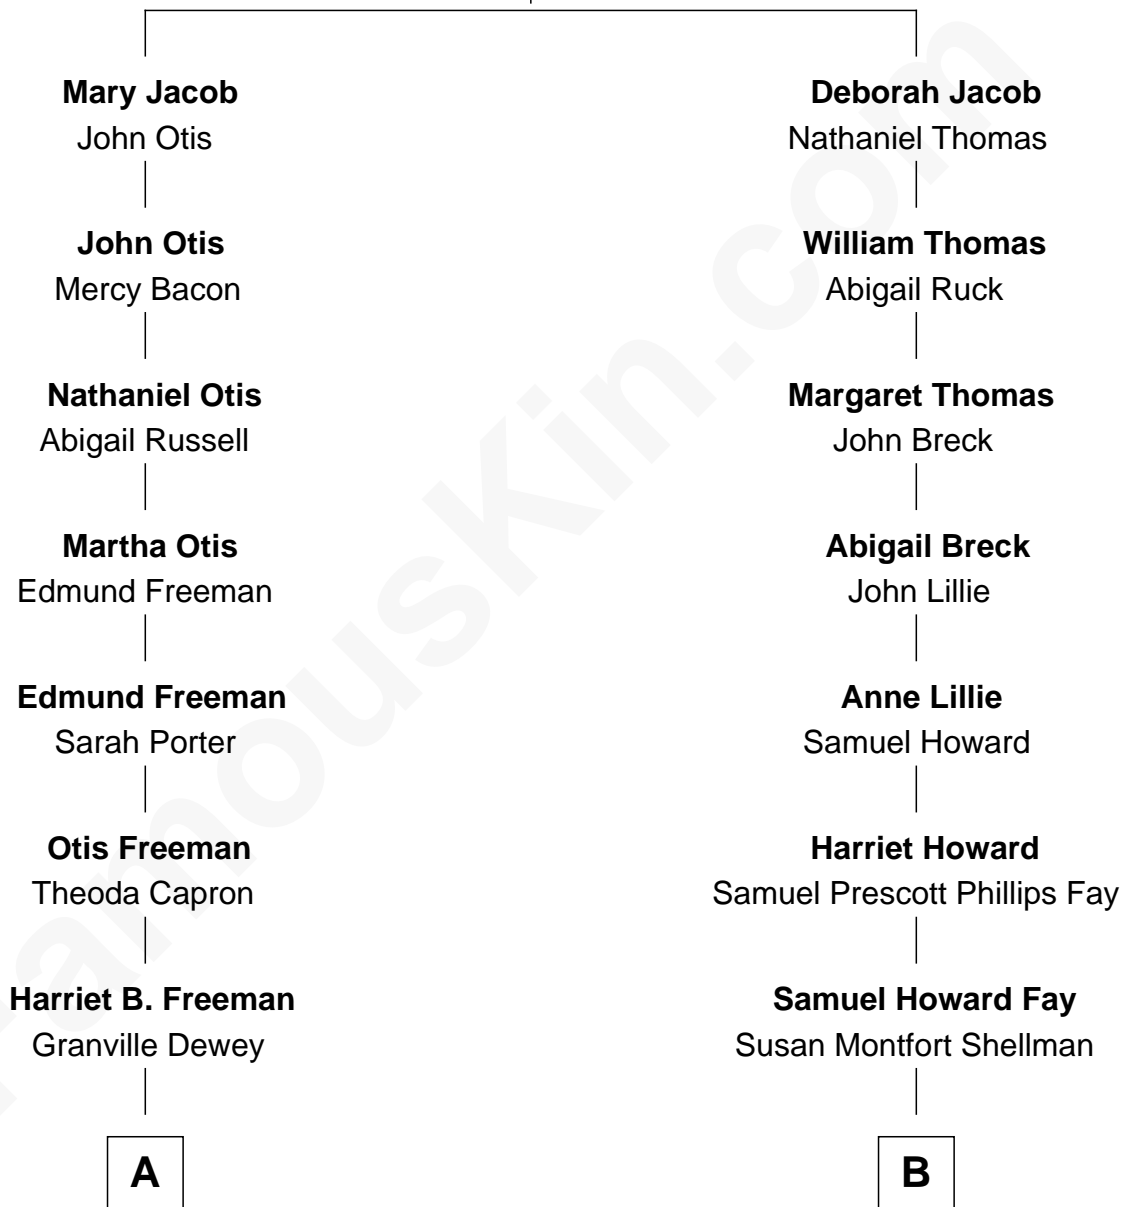 Mary Jacob
John Otis
John Otis
Mercy Bacon
Nathaniel Otis
Abigail Russell
Martha Otis
Edmund Freeman
Edmund Freeman
Sarah Porter
Otis Freeman
Theoda Capron
Harriet B. Freeman
Granville Dewey
A
Deborah Jacob
Nathaniel Thomas
William Thomas
Abigail Ruck
Margaret Thomas
John Breck
Abigail Breck
John Lillie
Anne Lillie
Samuel Howard
Harriet Howard
Samuel Prescott Phillips Fay
Samuel Howard Fay
Susan Montfort Shellman
B
FamousKin.com